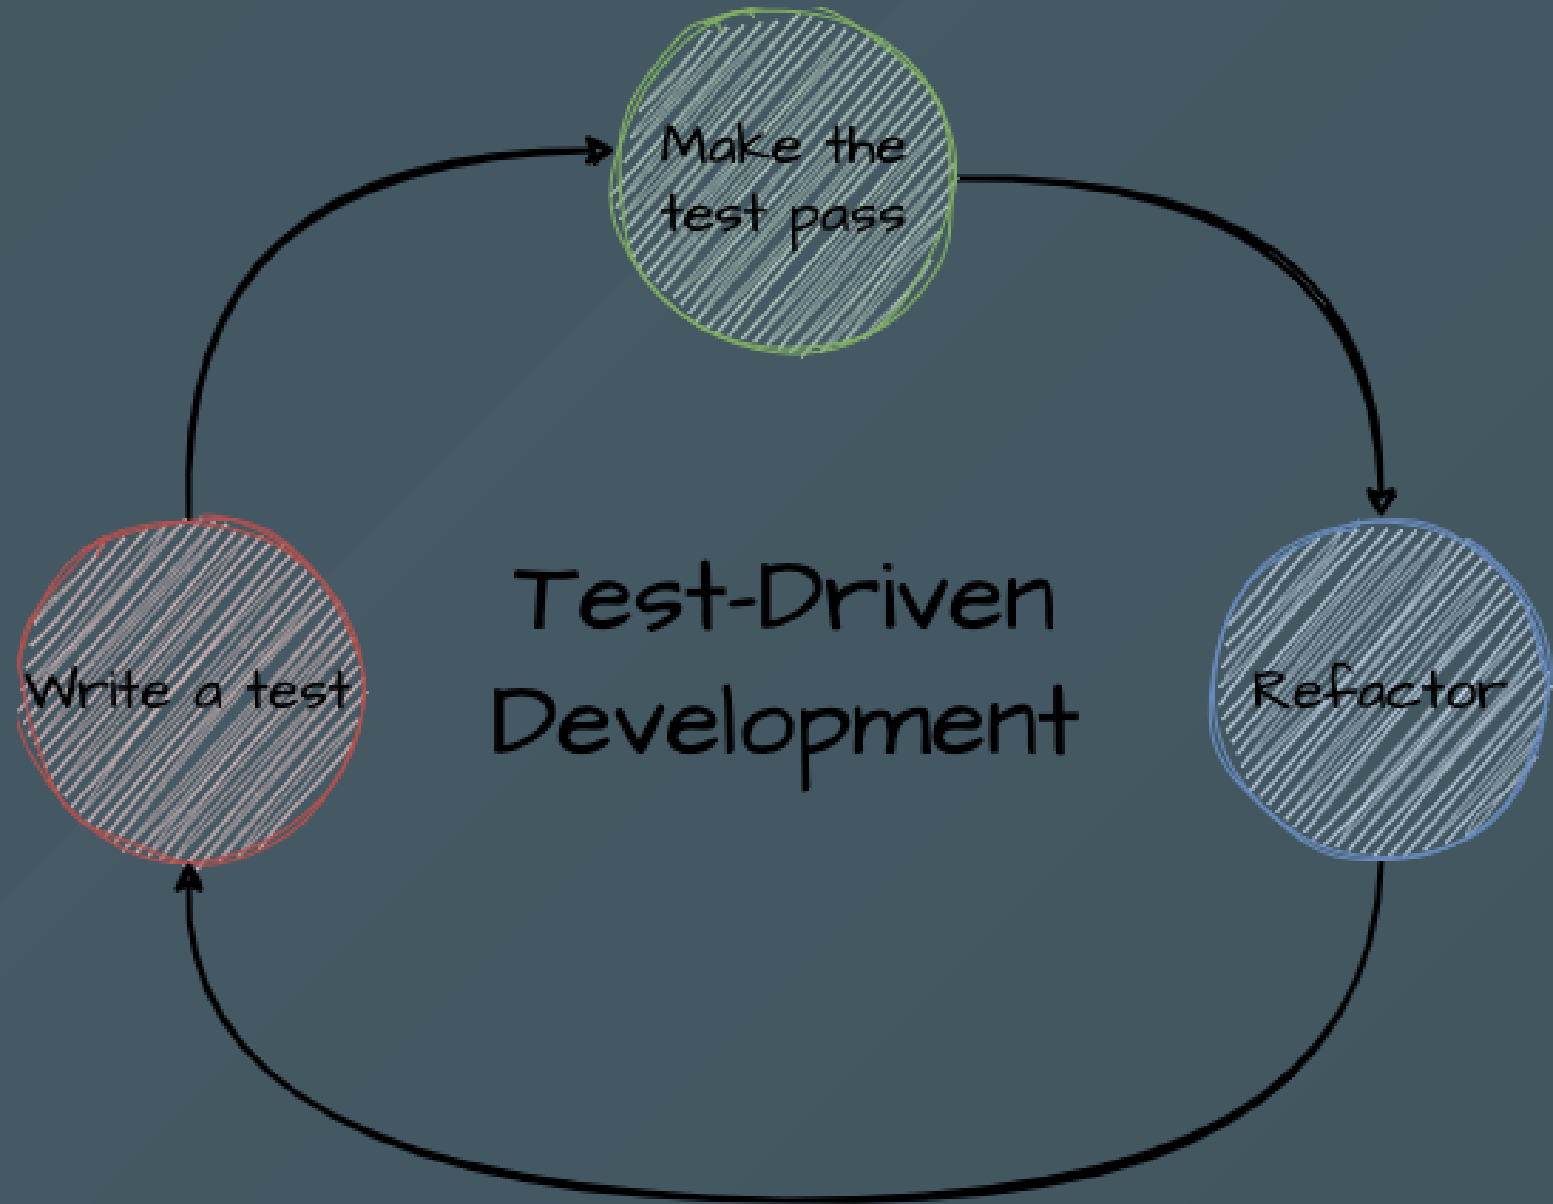 Make the
test pass
Write a test
Test-Driven
Development
Refactor